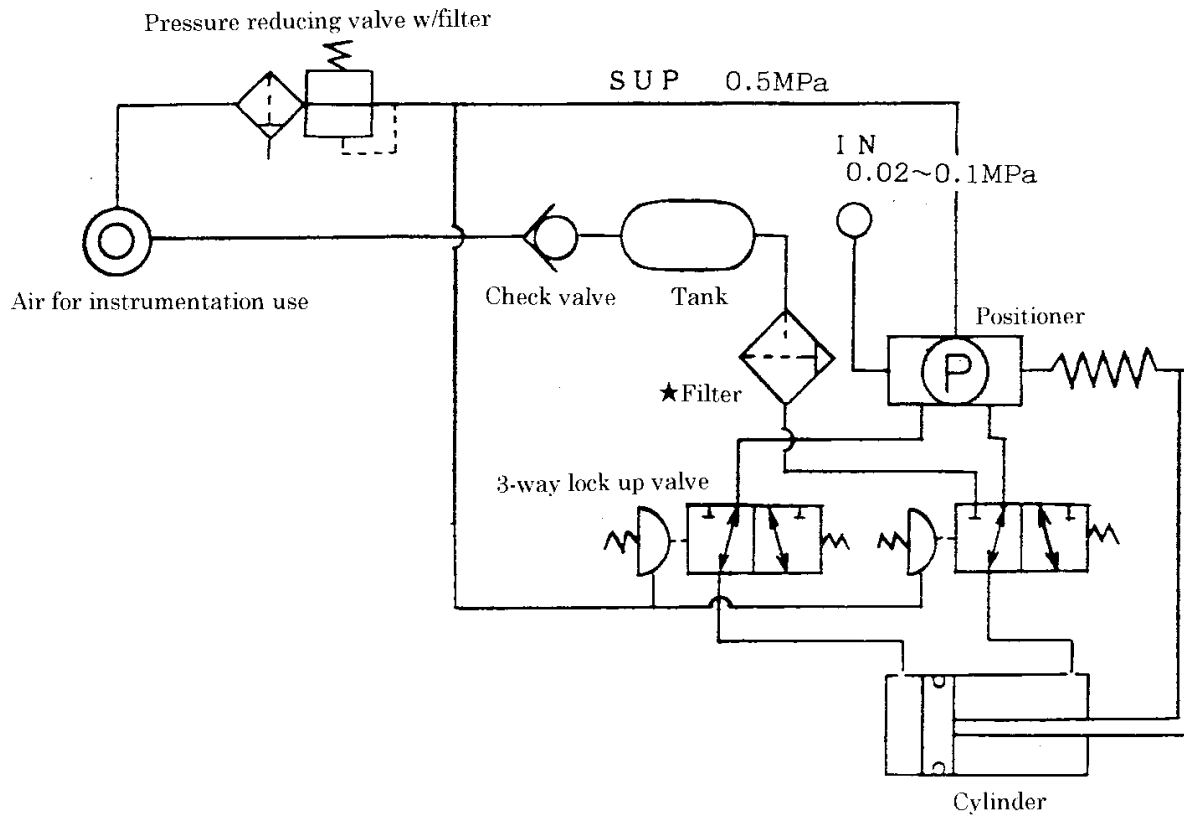 Pressure reducing valve w/filter
SUP 0.5MPa
IN
0.02~0.1MPa
Air for instrumentation use
Check valve
Tank
Positioner
P
★Filter
3-way lock up valve
Cylinder